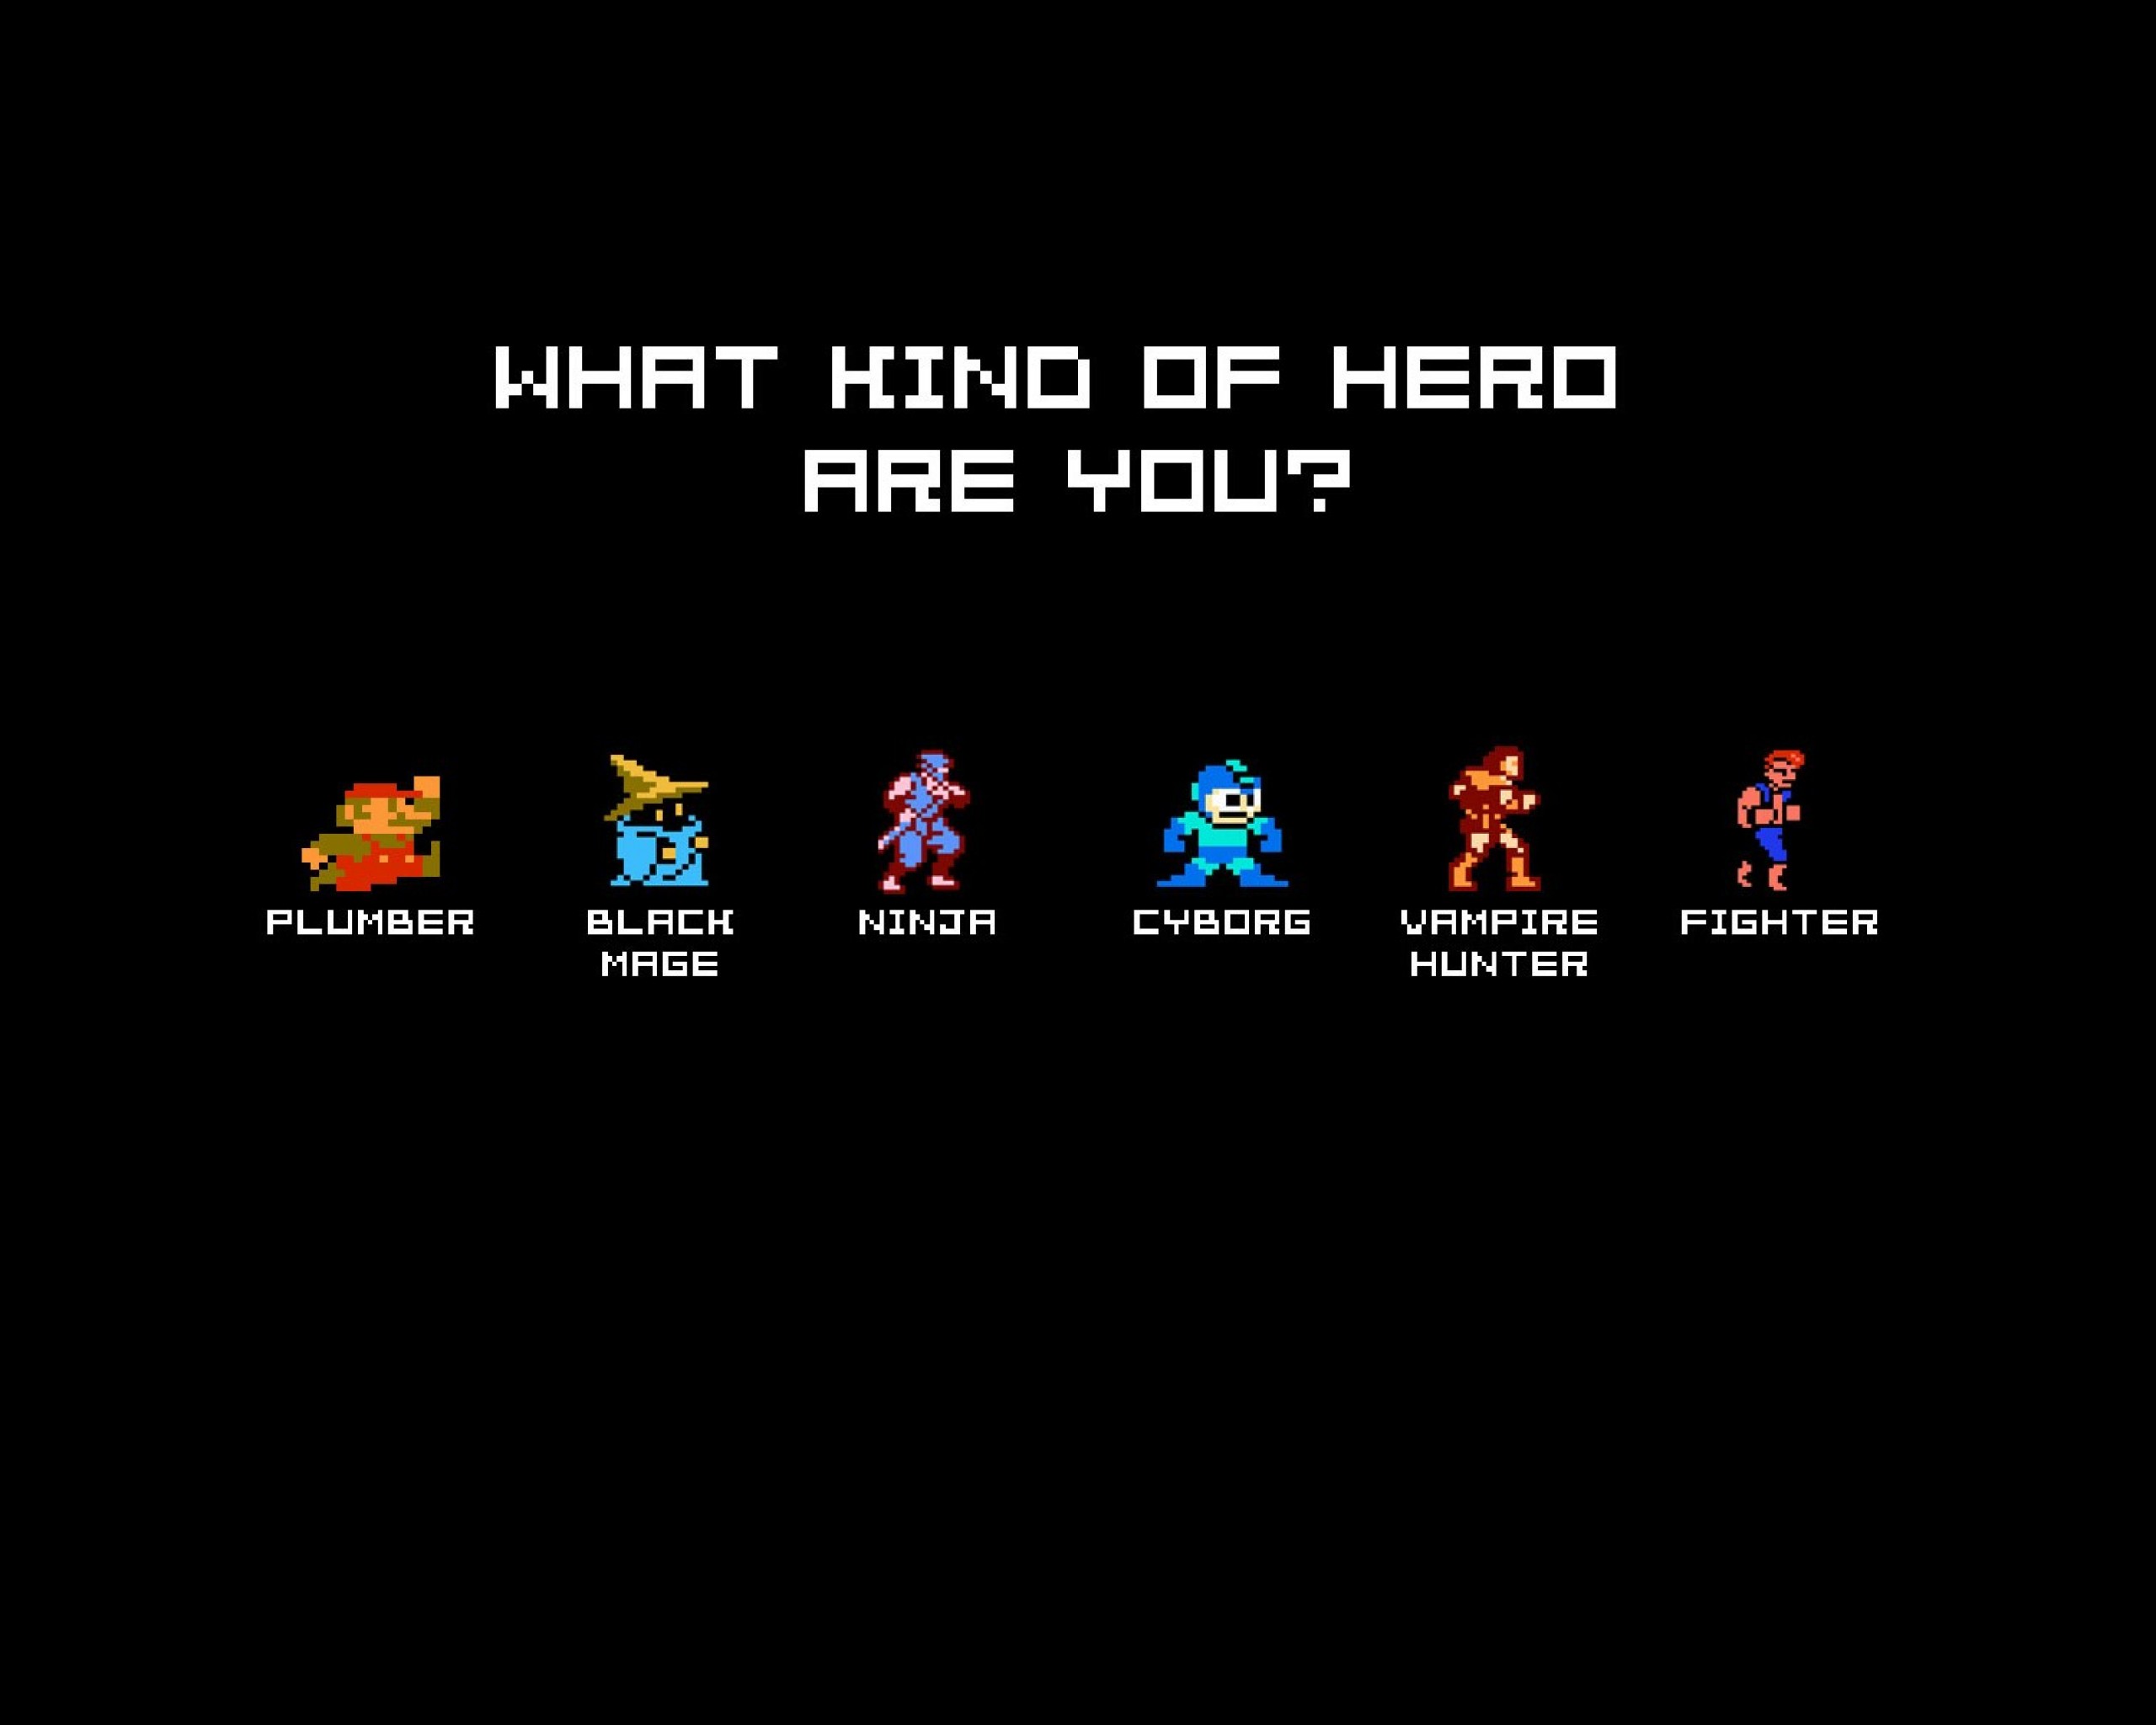 WHAT KIND OF HERO
ARE YOU?
PLUMBER
BLACK
MAGE
NINJA
CYBORG
VAMPIRE
HUNTER
FIGHTER